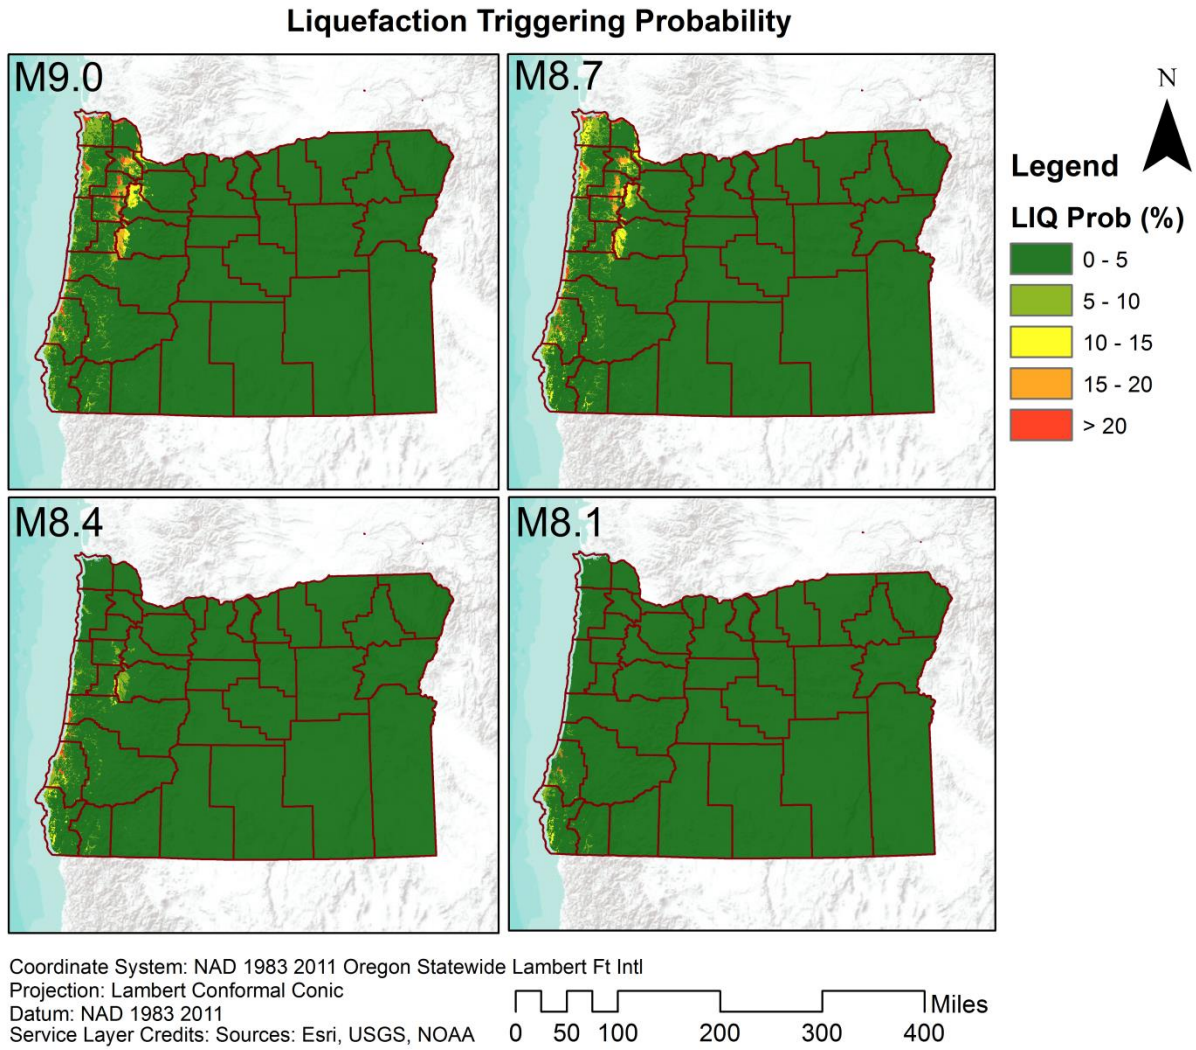 Liquefaction Triggering Probability
M9.0
M8.7
N
Legend
LIQ Prob (%)
0 - 5
5 - 10
10 - 15
15 - 20
> 20
M8.4
M8.1
Coordinate System: NAD 1983 2011 Oregon Statewide Lambert Ft Intl
Projection: Lambert Conformal Conic
Datum: NAD 1983 2011
Service Layer Credits: Sources: Esri, USGS, NOAA
Miles
0 50 100 200 300 400